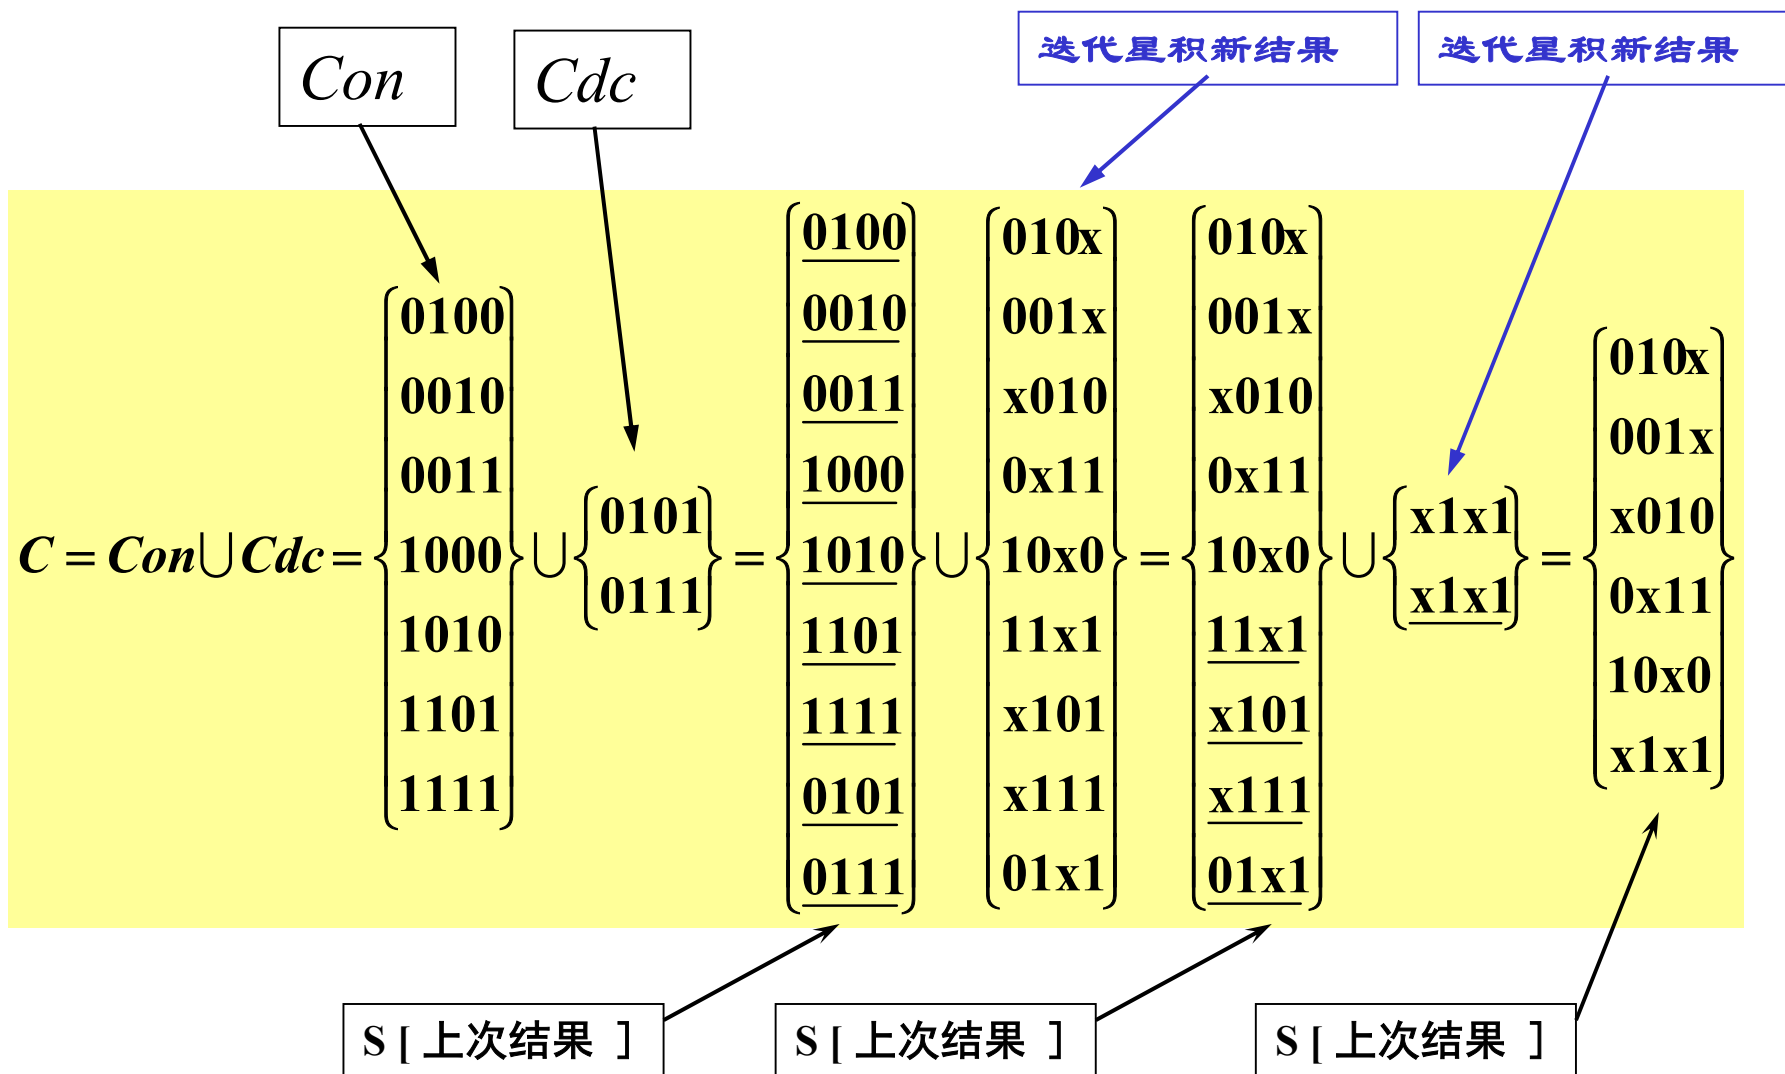 Con
Cdc
迭代星积新结果
迭代星积新结果
C = Con ∪ Cdc =
0100
0010
0011
1000
1010
1101
1111
∪
0101
0111
=
0100
0010
0011
1000
1010
1101
1111
0101
0111
∪
010x
001x
x010
0x11
10x0
11x1
x101
x111
01x1
=
010x
001x
x010
0x11
10x0
11x1
x101
x111
01x1
∪
x1x1
x1x1
=
010x
001x
x010
0x11
10x0
x1x1
S [ 上次结果 ]
S [ 上次结果 ]
S [ 上次结果 ]